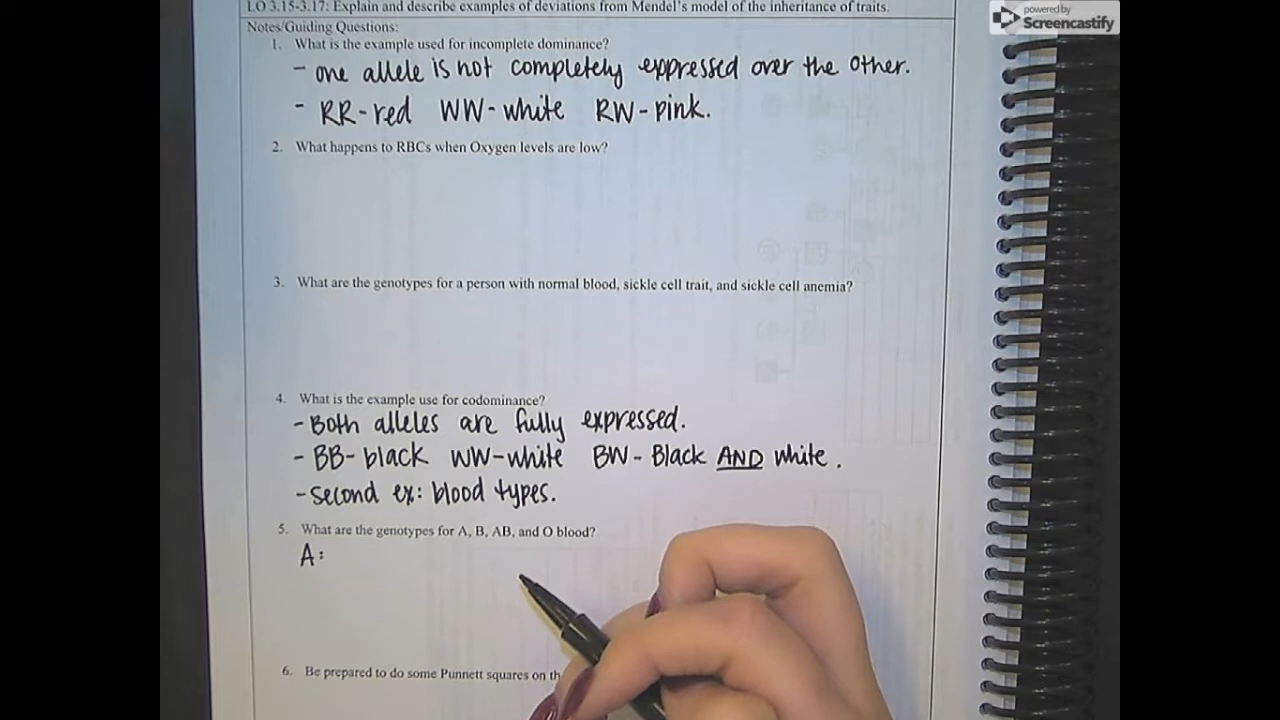 LO 3.15-3.17: Explain and describe examples of deviations from Mendel's model of the inheritance of traits.
powered by
Screencastify
Notes/Guiding Questions:
1. What is the example used for incomplete dominance?
- one allele is not completely expressed over the other.
- RR-red WW-white RW-pink.
2. What happens to RBCs when Oxygen levels are low?
3. What are the genotypes for a person with normal blood, sickle cell trait, and sickle cell anemia?
4. What is the example use for codominance?
- Both alleles are fully expressed.
- BB-black WW-white BW- Black AND white.
- Second ex: blood types.
5. What are the genotypes for A, B, AB, and O blood?
A:
6. Be prepared to do some Punnett squares on th